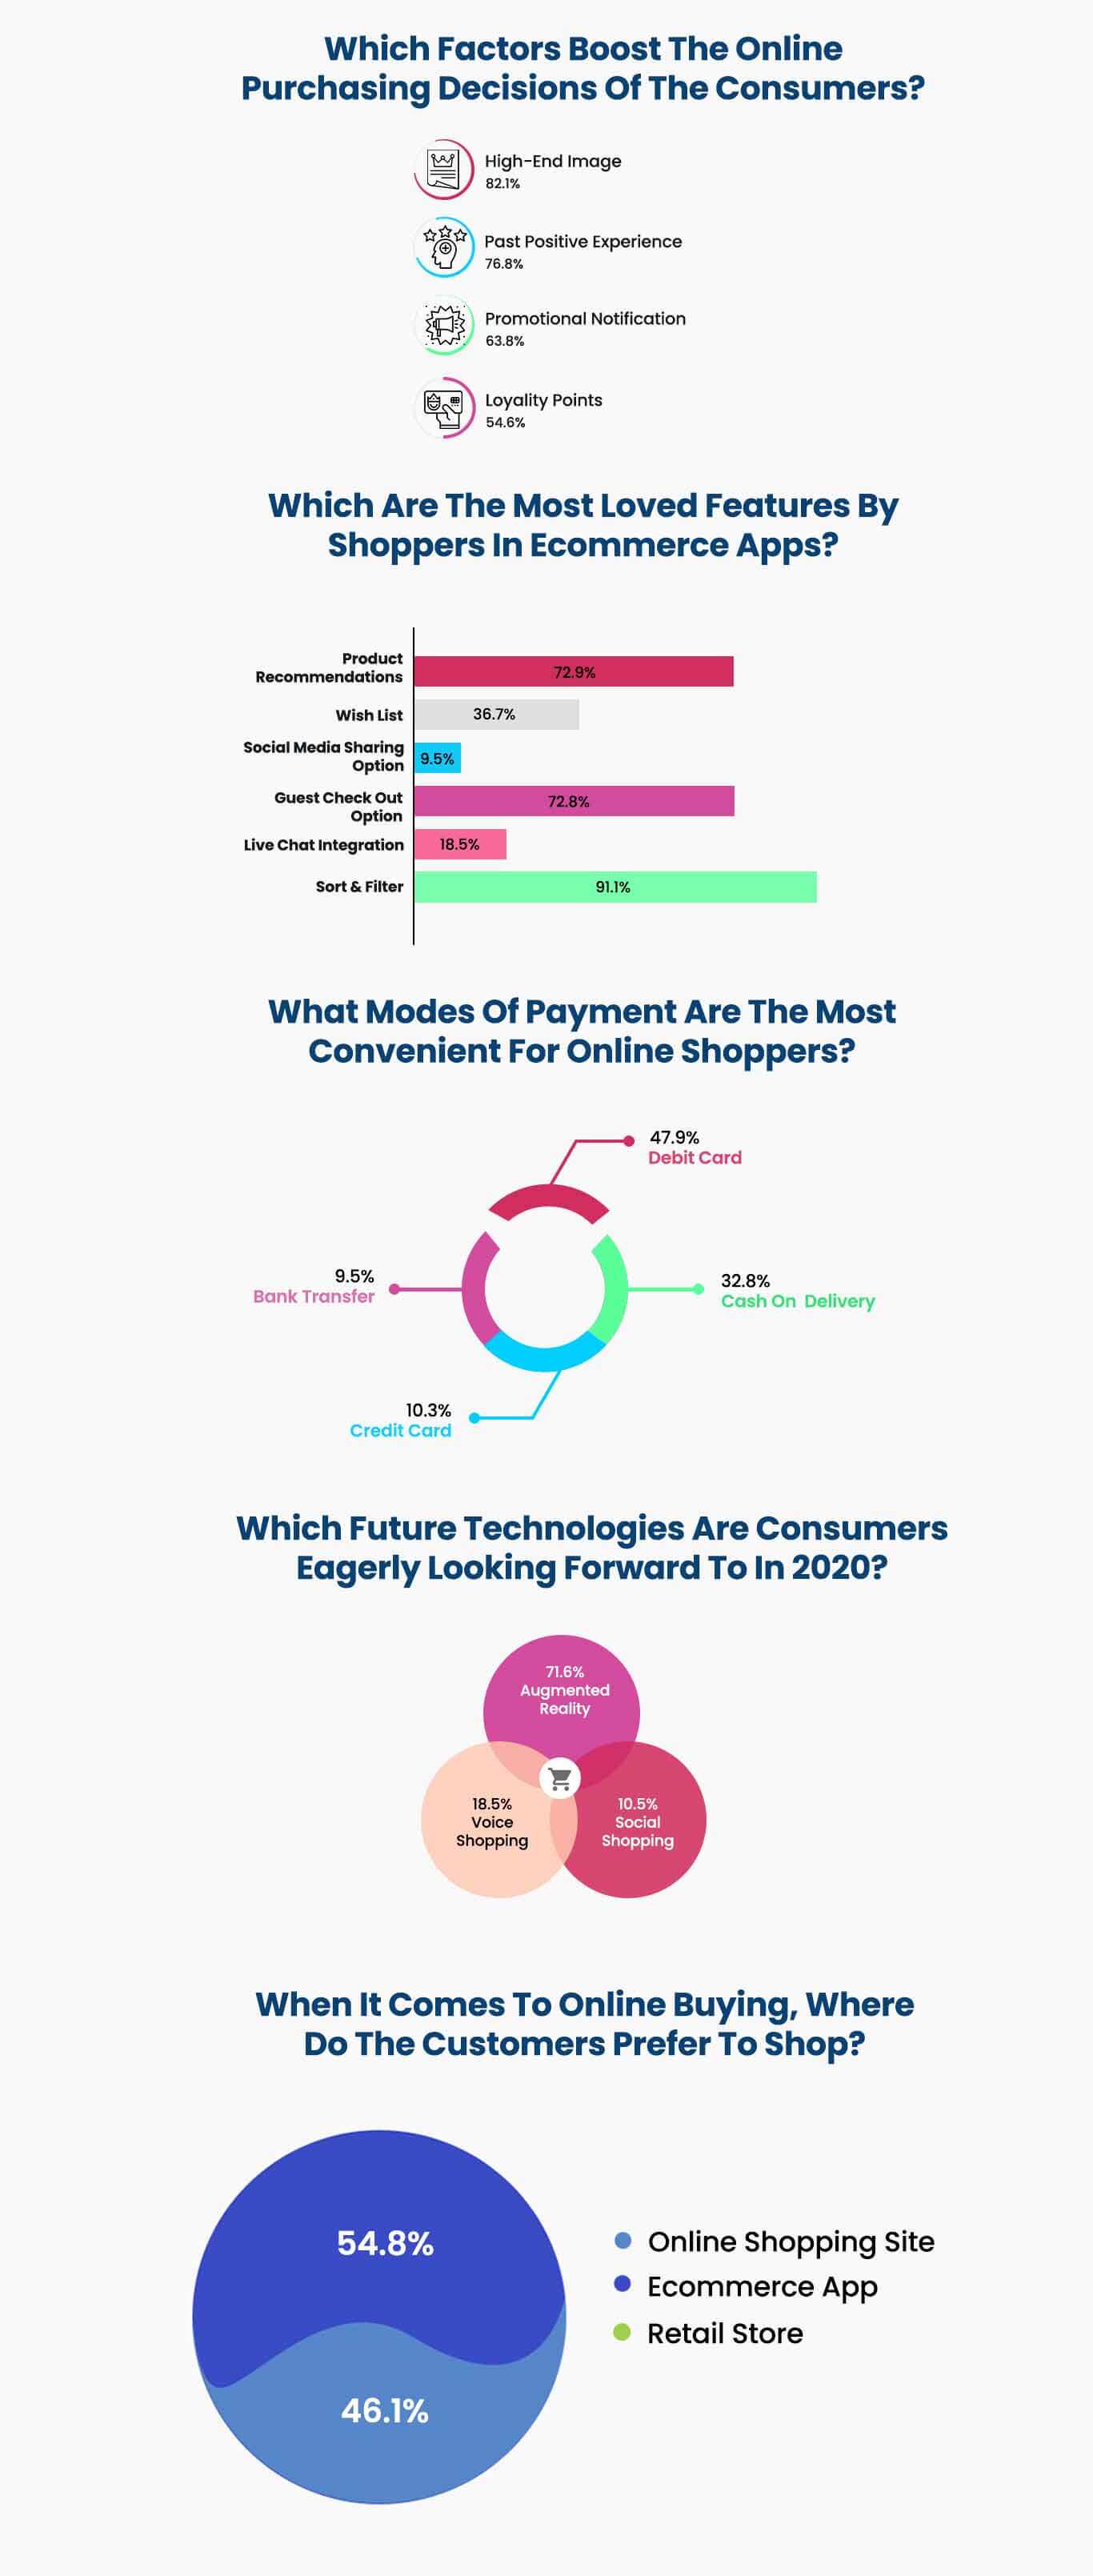 Which Factors Boost The Online
Purchasing Decisions Of The Consumers?
High-End Image
82.1%
Past Positive Experience
76.8%
Promotional Notification
63.8%
Loyality Points
54.6%
Which Are The Most Loved Features By
Shoppers In Ecommerce Apps?
Product
Recommendations
72.9%
Wish List
36.7%
Social Media Sharing
Option
9.5%
Guest Check Out
Option
72.8%
Live Chat Integration
18.5%
Sort & Filter
91.1%
What Modes Of Payment Are The Most
Convenient For Online Shoppers?
47.9%
Debit Card
9.5%
Bank Transfer
32.8%
Cash On Delivery
10.3%
Credit Card
Which Future Technologies Are Consumers
Eagerly Looking Forward To In 2020?
71.6%
Augmented
Reality
18.5%
Voice
Shopping
10.5%
Social
Shopping
When It Comes To Online Buying, Where
Do The Customers Prefer To Shop?
54.8%
46.1%
Online Shopping Site
Ecommerce App
Retail Store